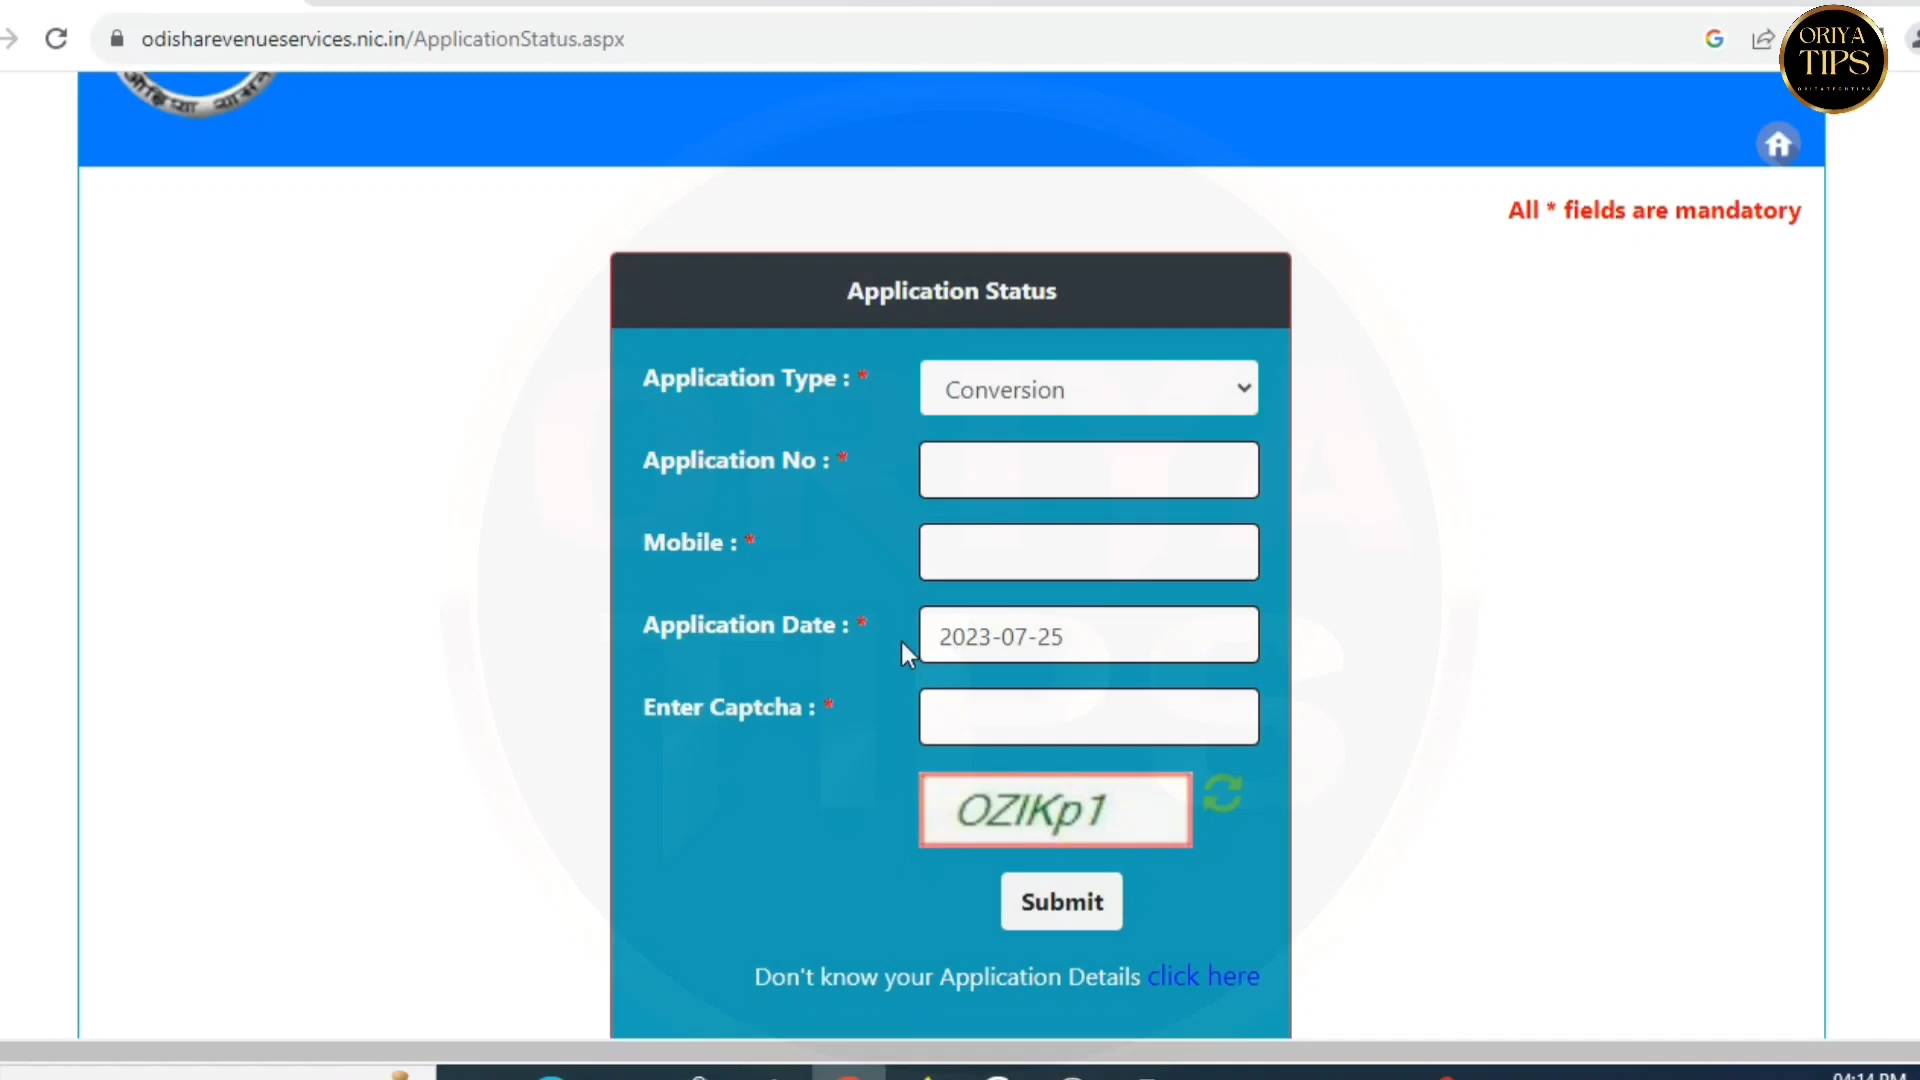 odisharevenueservices.nic.in/ApplicationStatus.aspx
ORIYA
TIPS
All * fields are mandatory
Application Status
Application Type : *
Conversion
Application No : *
Mobile : *
Application Date : *
2023-07-25
Enter Captcha : *
OZIKp1
Submit
Don't know your Application Details click here